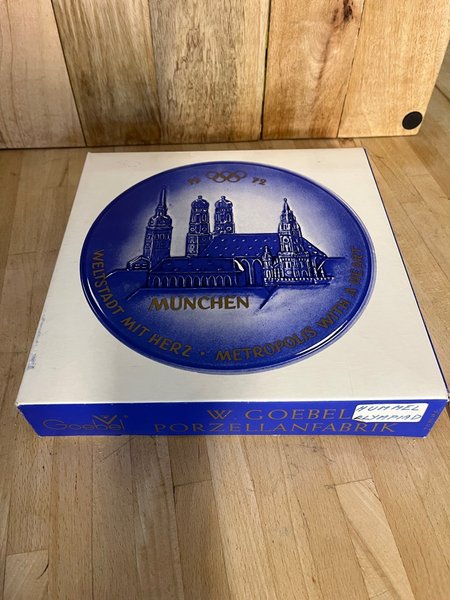 19 72
MÜNCHEN
WELTSTADT MIT HERZ • METROPOLIS WITH A HEART
Goebel
W. GOEBEL
PORZELLANFABRIK
HUMMEL
OLYMPIAD